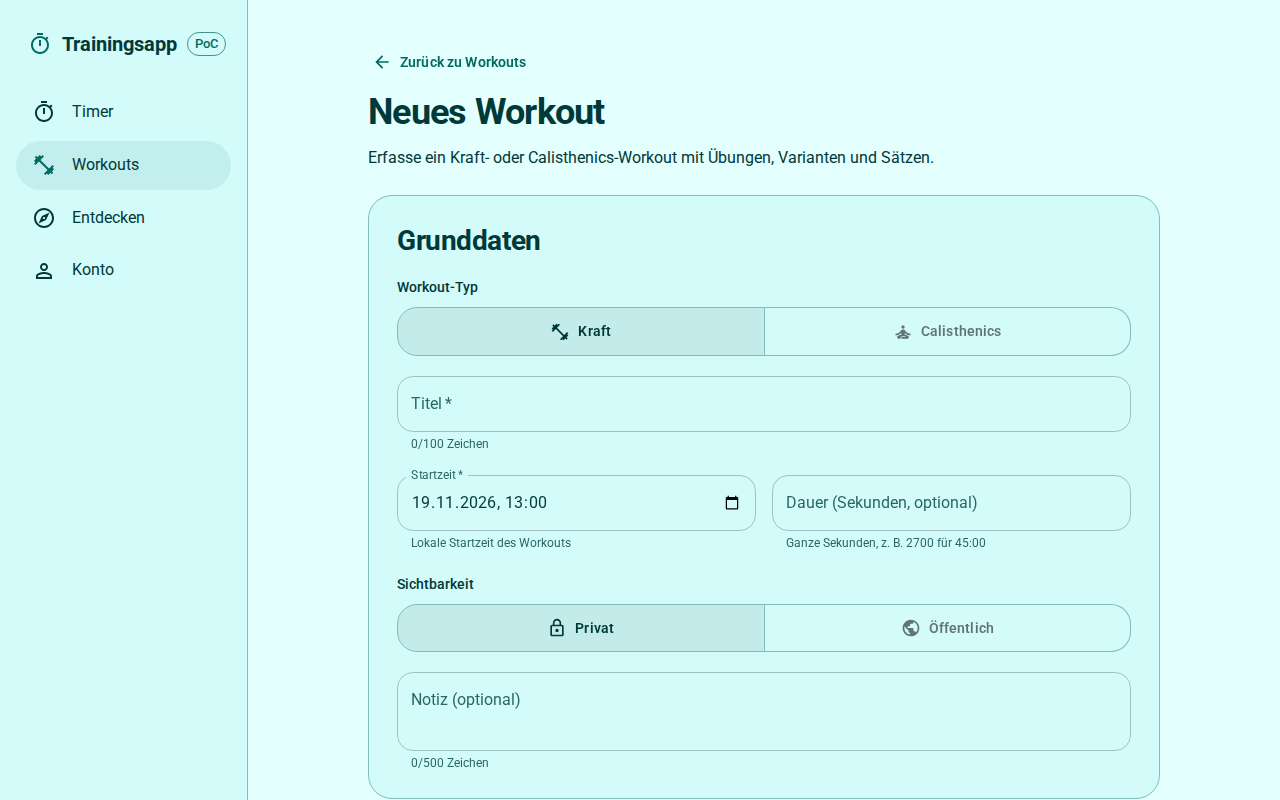 Trainingsapp PoC
Timer
Workouts
Entdecken
Konto
Zurück zu Workouts
Neues Workout
Erfasse ein Kraft- oder Calisthenics-Workout mit Übungen, Varianten und Sätzen.
Grunddaten
Workout-Typ
Kraft
Calisthenics
Titel *
0/100 Zeichen
Startzeit *
19.11.2026, 13:00
Lokale Startzeit des Workouts
Dauer (Sekunden, optional)
Ganze Sekunden, z. B. 2700 für 45:00
Sichtbarkeit
Privat
Öffentlich
Notiz (optional)
0/500 Zeichen